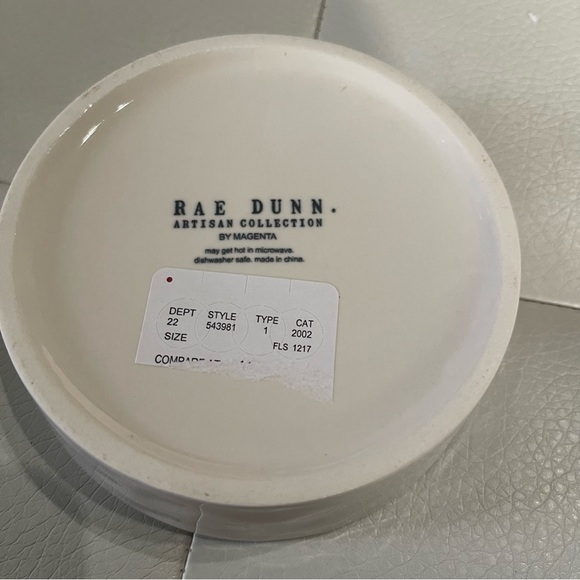 RAE DUNN.
ARTISAN COLLECTION
BY MAGENTA
may get hot in microwave.
dishwasher safe. made in china.
DEPT STYLE TYPE CAT
22 543981 1 2002
SIZE FLS 1217